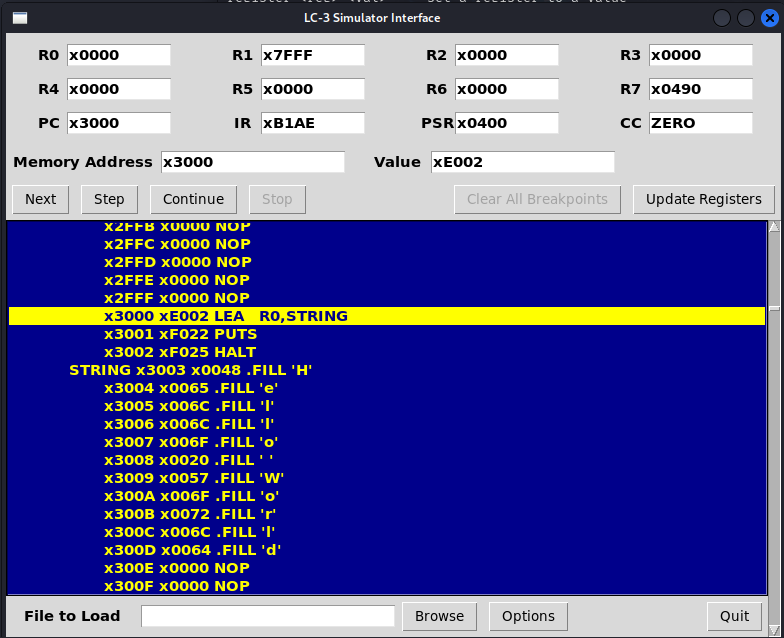 LC-3 Simulator Interface
R0 x0000 R1 x7FFF R2 x0000 R3 x0000
R4 x0000 R5 x0000 R6 x0000 R7 x0490
PC x3000 IR xB1AE PSR x0400 CC ZERO
Memory Address x3000 Value xE002
Next Step Continue Stop Clear All Breakpoints Update Registers
x2FFB x0000 NOP
x2FFC x0000 NOP
x2FFD x0000 NOP
x2FFE x0000 NOP
x2FFF x0000 NOP
x3000 xE002 LEA R0,STRING
x3001 xF022 PUTS
x3002 xF025 HALT
STRING x3003 x0048 .FILL 'H'
x3004 x0065 .FILL 'e'
x3005 x006C .FILL 'l'
x3006 x006C .FILL 'l'
x3007 x006F .FILL 'o'
x3008 x0020 .FILL ' '
x3009 x0057 .FILL 'W'
x300A x006F .FILL 'o'
x300B x0072 .FILL 'r'
x300C x006C .FILL 'l'
x300D x0064 .FILL 'd'
x300E x0000 NOP
x300F x0000 NOP
File to Load Browse Options Quit